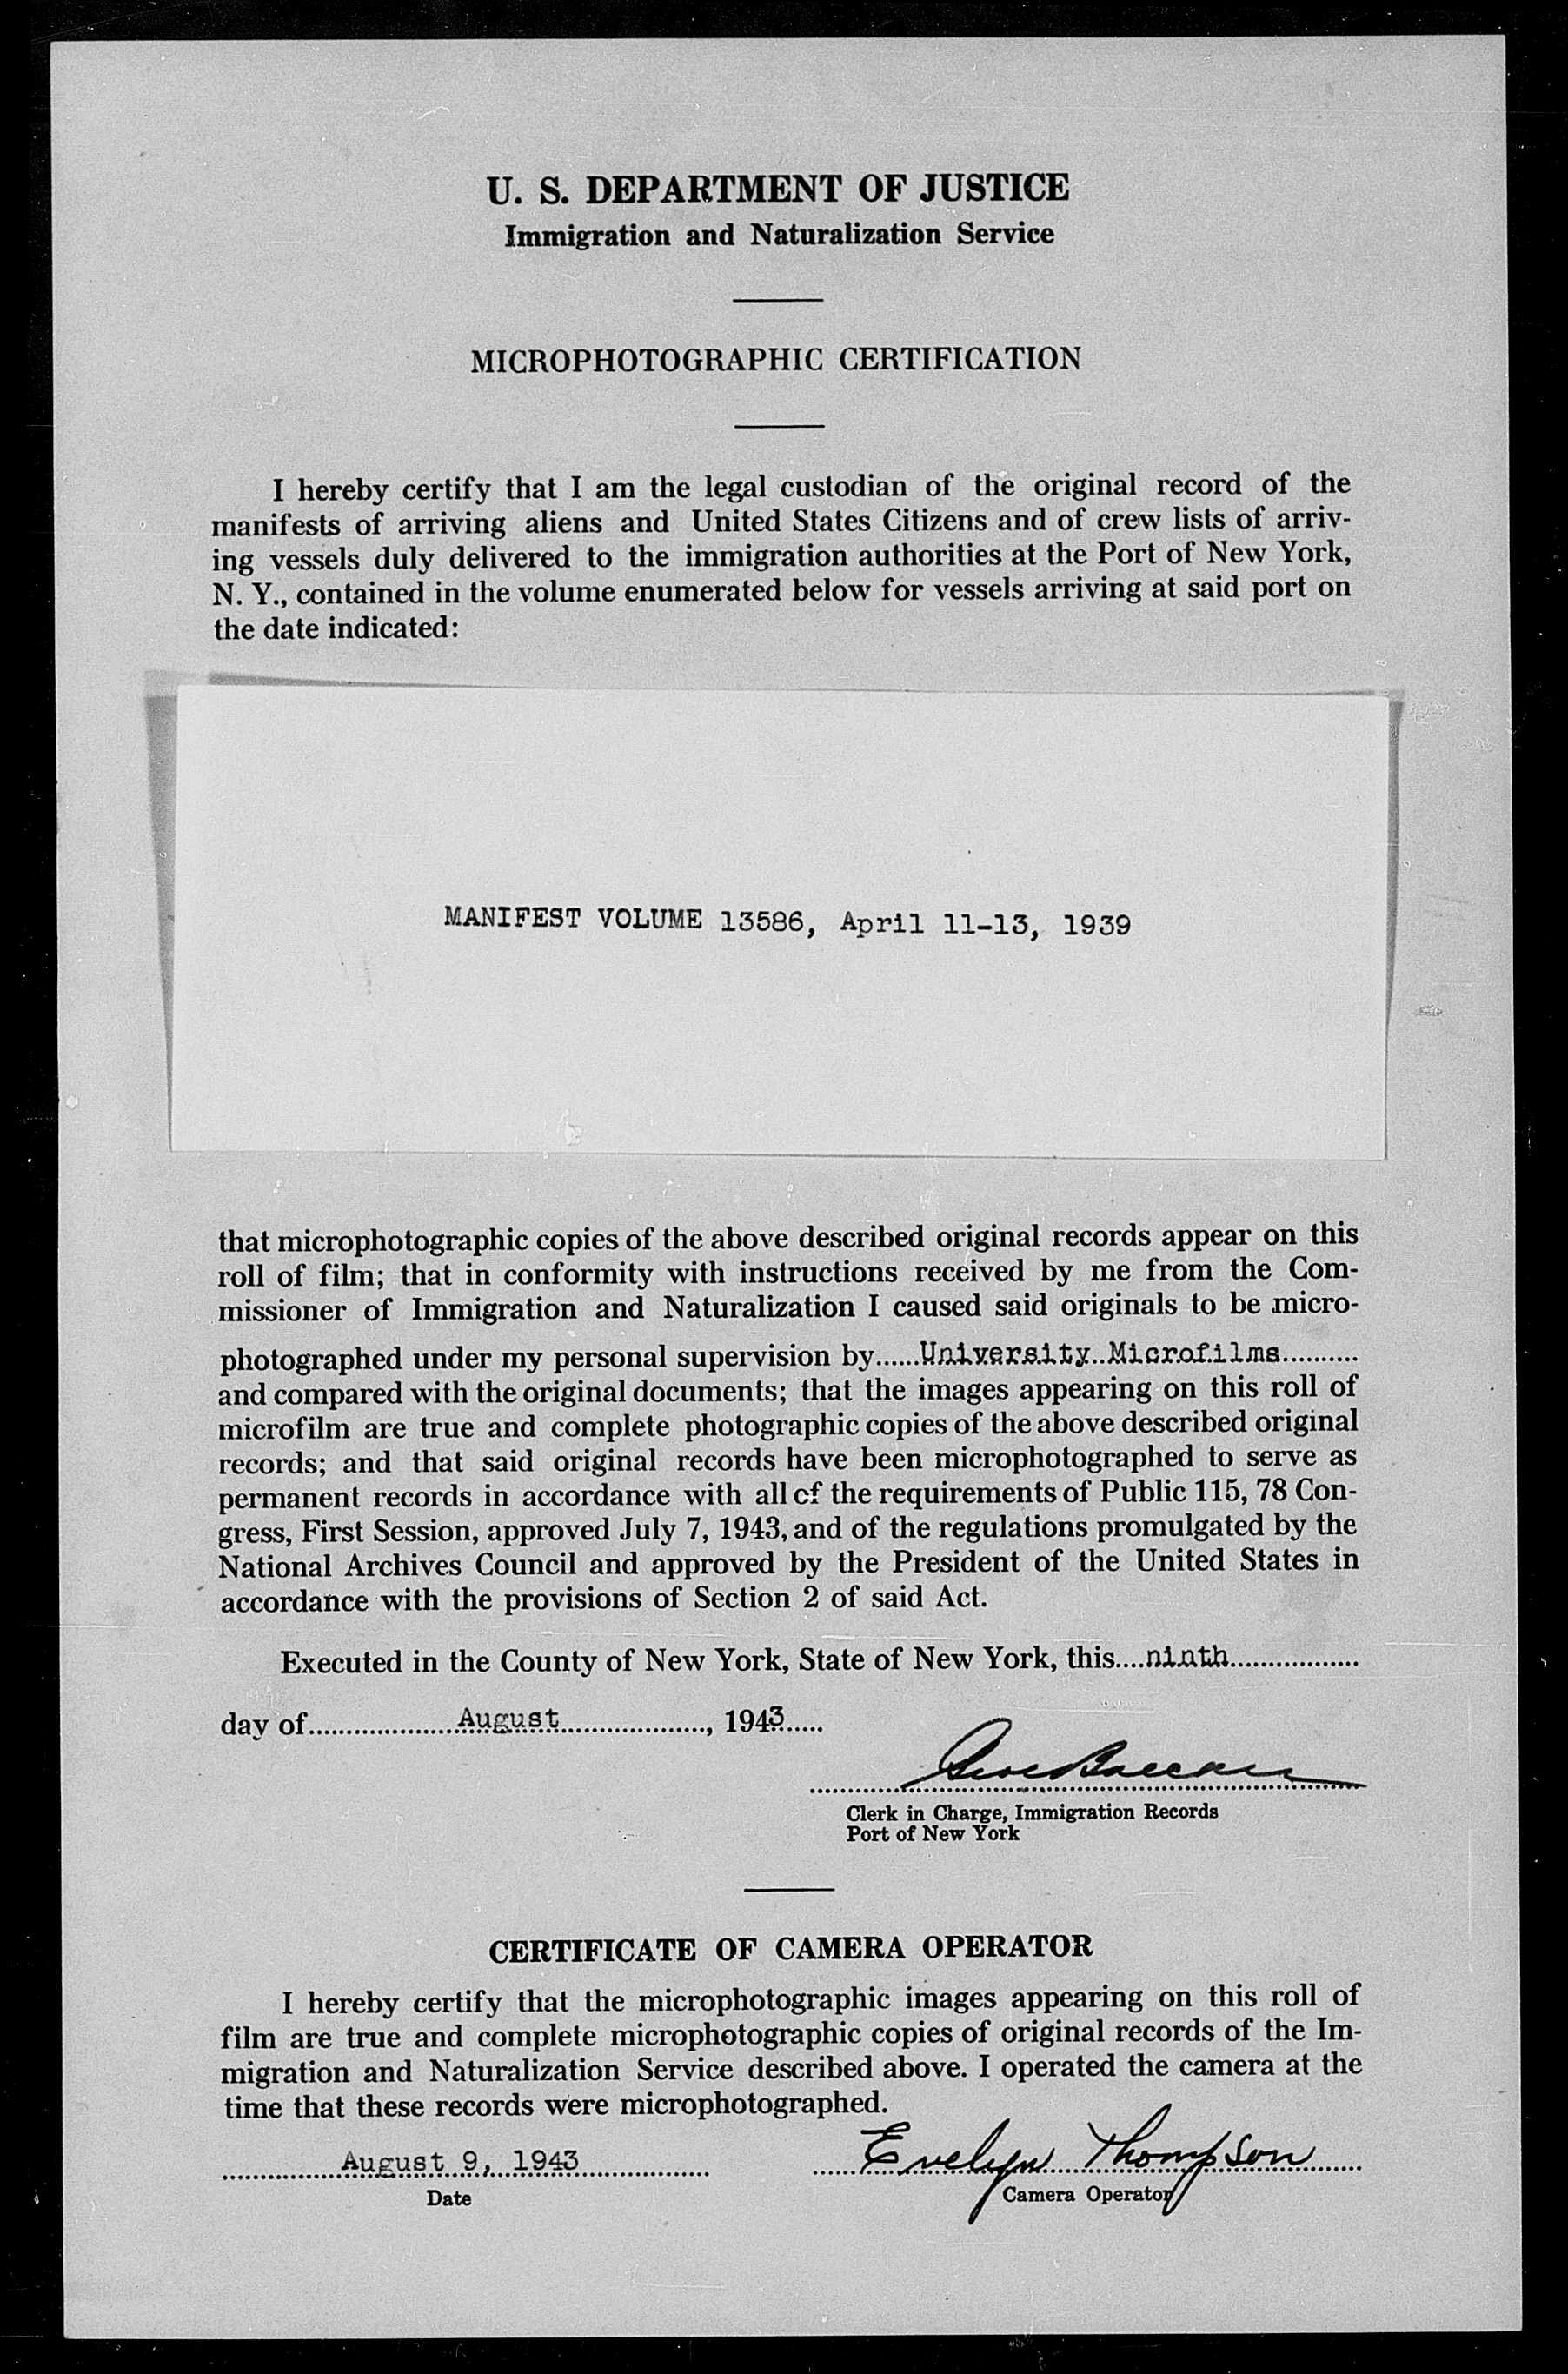 U. S. DEPARTMENT OF JUSTICE
Immigration and Naturalization Service
MICROPHOTOGRAPHIC CERTIFICATION
I hereby certify that I am the legal custodian of the original record of the
manifests of arriving aliens and United States Citizens and of crew lists of arriv-
ing vessels duly delivered to the immigration authorities at the Port of New York,
N. Y., contained in the volume enumerated below for vessels arriving at said port on
the date indicated:
MANIFEST VOLUME 13586, April 11-13, 1939
that microphotographic copies of the above described original records appear on this
roll of film; that in conformity with instructions received by me from the Com-
missioner of Immigration and Naturalization I caused said originals to be micro-
photographed under my personal supervision by......University Microfilms..........
and compared with the original documents; that the images appearing on this roll of
microfilm are true and complete photographic copies of the above described original
records; and that said original records have been microphotographed to serve as
permanent records in accordance with all of the requirements of Public 115, 78 Con-
gress, First Session, approved July 7, 1943, and of the regulations promulgated by the
National Archives Council and approved by the President of the United States in
accordance with the provisions of Section 2 of said Act.
Executed in the County of New York, State of New York, this....ninth..................
day of....................August...................., 1943......
Clerk in Charge, Immigration Records
Port of New York
CERTIFICATE OF CAMERA OPERATOR
I hereby certify that the microphotographic images appearing on this roll of
film are true and complete microphotographic copies of original records of the Im-
migration and Naturalization Service described above. I operated the camera at the
time that these records were microphotographed.
August 9, 1943 Evelyn Thompson
Date Camera Operator